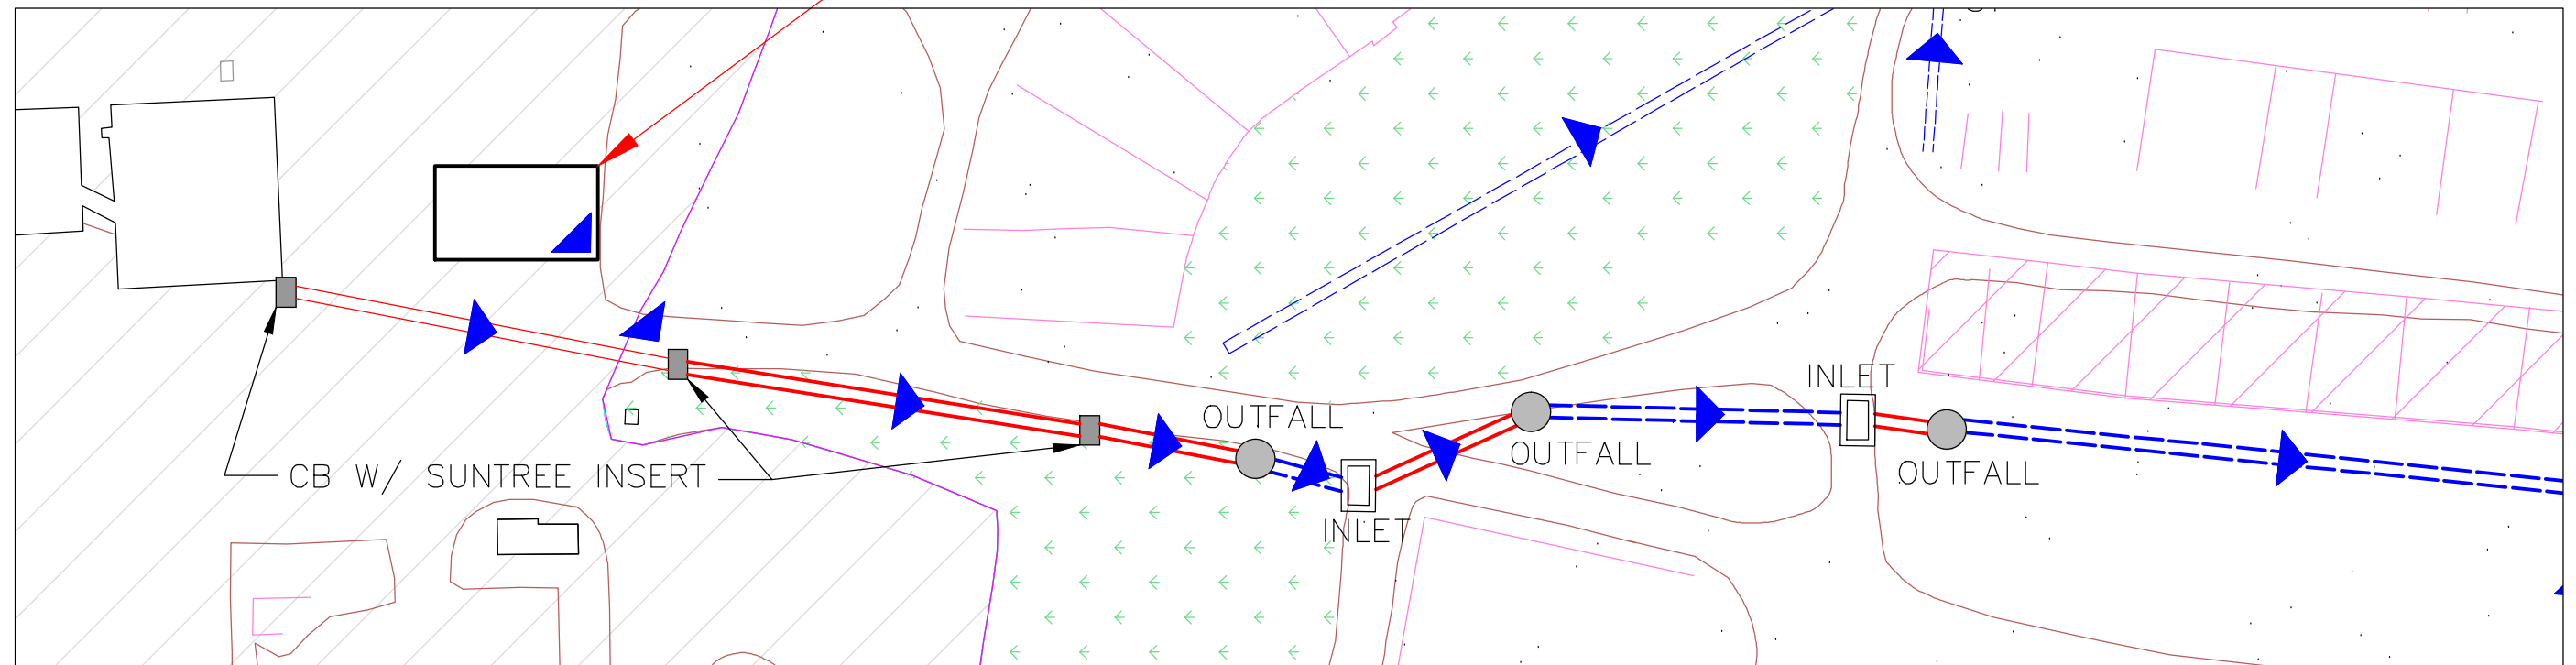 INLET
OUTFALL
OUTFALL
OUTFALL
CB W/ SUNTREE INSERT
INLET